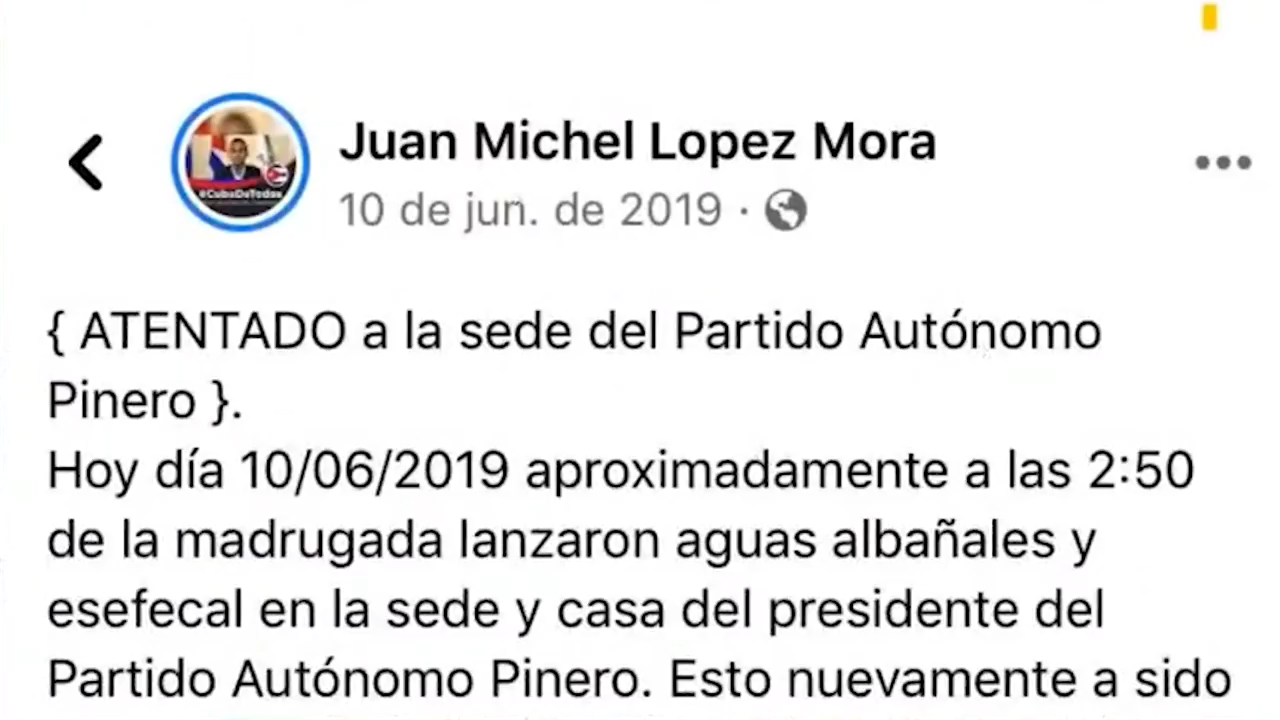 Juan Michel Lopez Mora
10 de jun. de 2019 ·
#CubaDeTodos
{ ATENTADO a la sede del Partido Autónomo
Pinero }.
Hoy día 10/06/2019 aproximadamente a las 2:50
de la madrugada lanzaron aguas albañales y
esefecal en la sede y casa del presidente del
Partido Autónomo Pinero. Esto nuevamente a sido